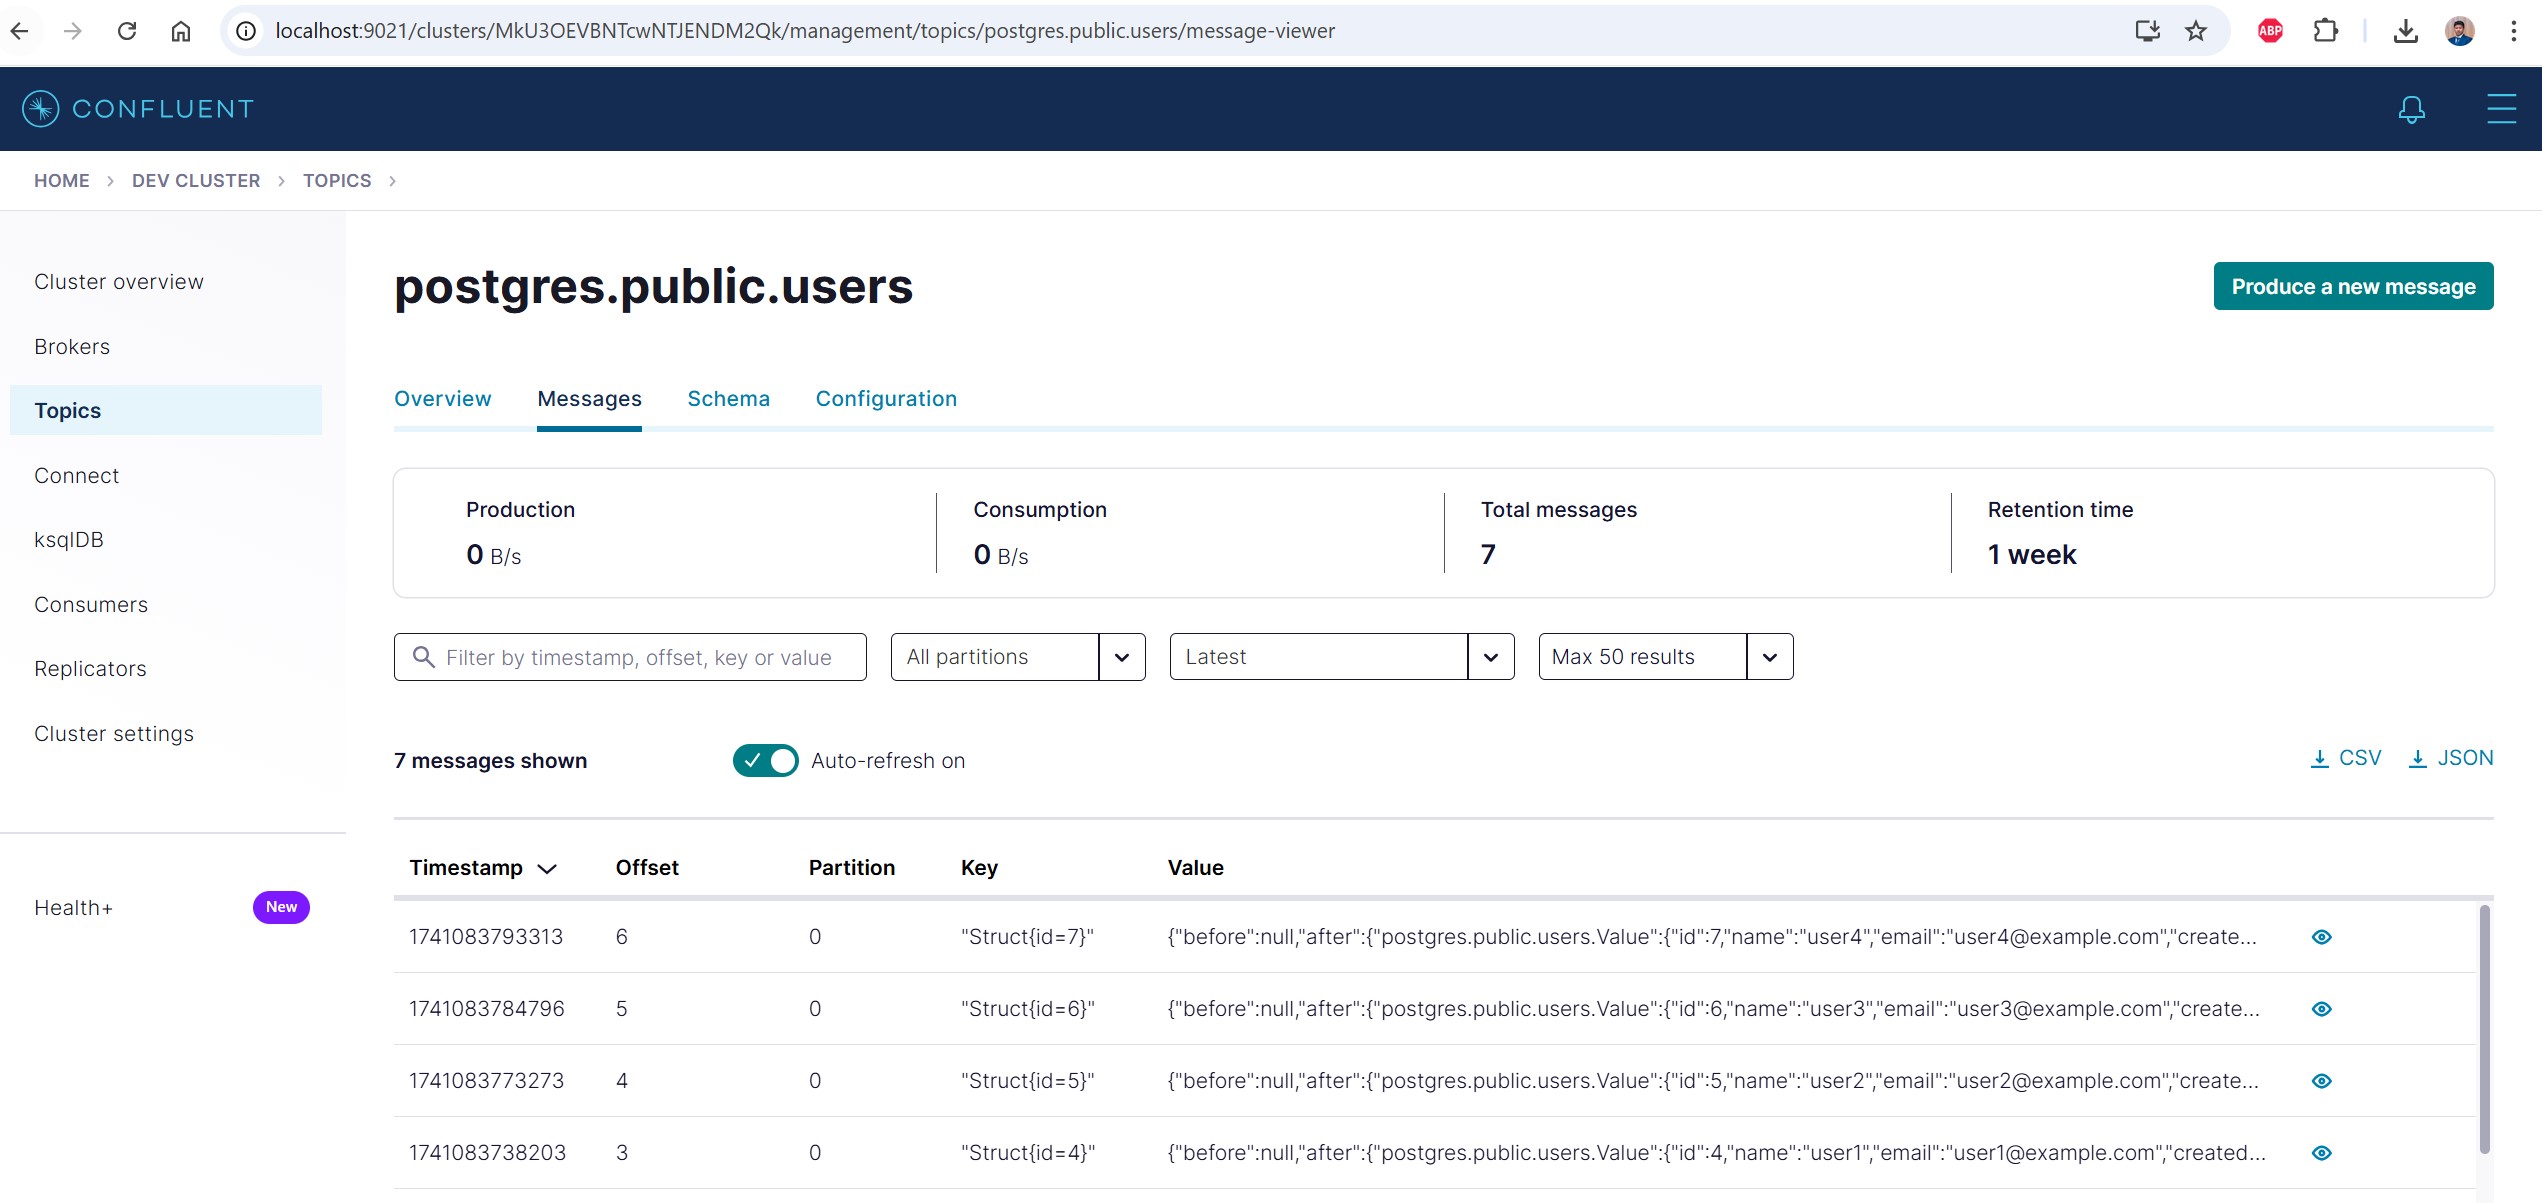 localhost:9021/clusters/MkU3OEVBNTcwNTJENDM2Qk/management/topics/postgres.public.users/message-viewer
ABP
CONFLUENT
HOME > DEV CLUSTER > TOPICS >
Cluster overview
Brokers
Topics
Connect
ksqlDB
Consumers
Replicators
Cluster settings
Health+ New
postgres.public.users
Produce a new message
Overview Messages Schema Configuration
Production Consumption Total messages Retention time
0 B/s 0 B/s 7 1 week
Filter by timestamp, offset, key or value All partitions Latest Max 50 results
7 messages shown Auto-refresh on CSV JSON
Timestamp Offset Partition Key Value
1741083793313 6 0 "Struct{id=7}" {"before":null,"after":{"postgres.public.users.Value":{"id":7,"name":"user4","email":"user4@example.com","create...
1741083784796 5 0 "Struct{id=6}" {"before":null,"after":{"postgres.public.users.Value":{"id":6,"name":"user3","email":"user3@example.com","create...
1741083773273 4 0 "Struct{id=5}" {"before":null,"after":{"postgres.public.users.Value":{"id":5,"name":"user2","email":"user2@example.com","create...
1741083738203 3 0 "Struct{id=4}" {"before":null,"after":{"postgres.public.users.Value":{"id":4,"name":"user1","email":"user1@example.com","created...